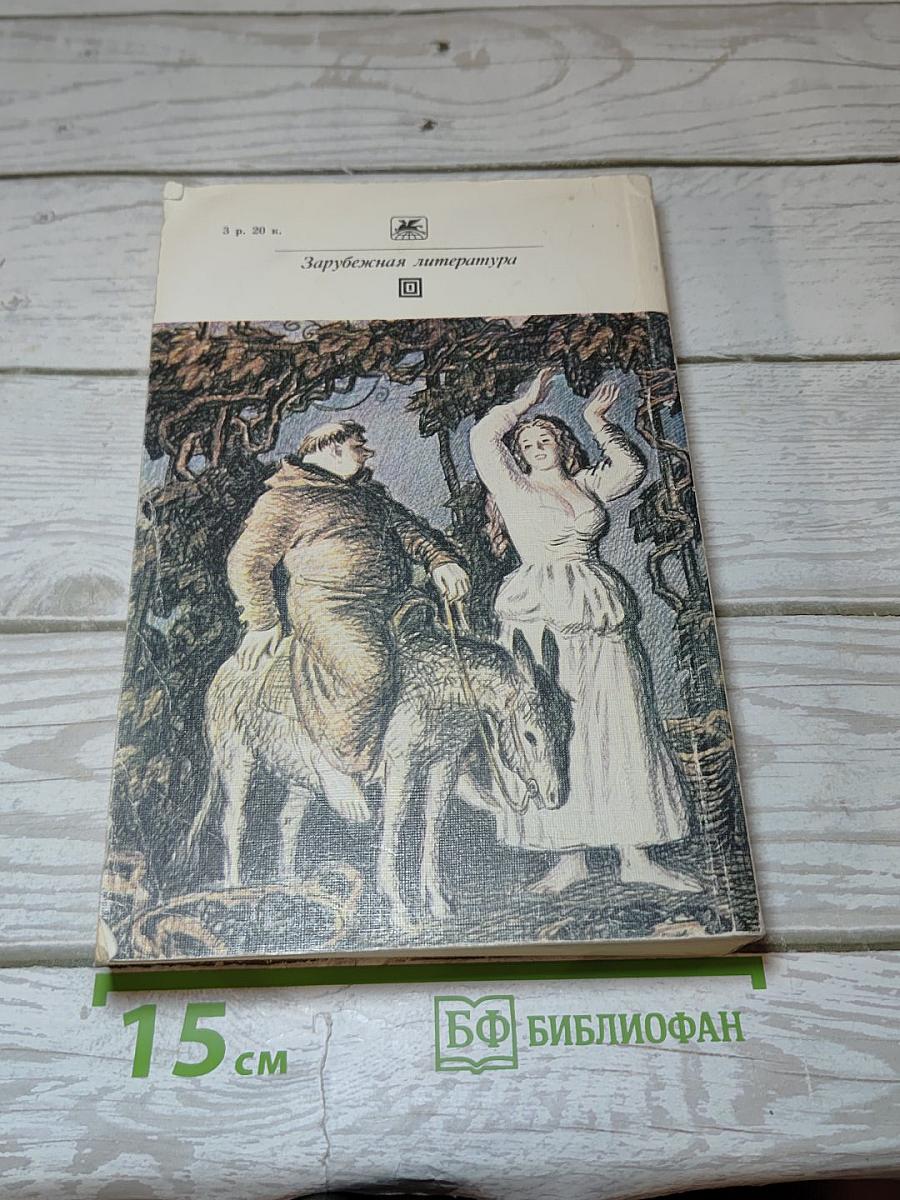 3 р. 20 к.
Зарубежная литература
15 см
БФ БИБЛИОФАН